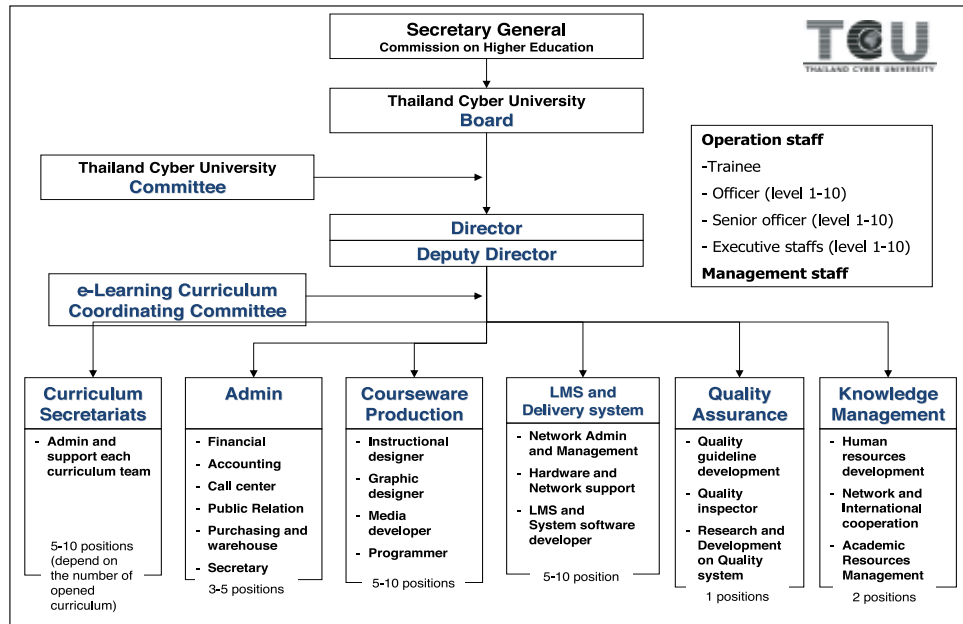 Secretary General
Commission on Higher Education
TCU
THAILAND CYBER UNIVERSITY
Thailand Cyber University
Board
Thailand Cyber University
Committee
Operation staff
-Trainee
- Officer (level 1-10)
- Senior officer (level 1-10)
- Executive staffs (level 1-10)
Management staff
Director
Deputy Director
e-Learning Curriculum
Coordinating Committee
Curriculum
Secretariats
- Admin and
support each
curriculum team
5-10 positions
(depend on
the number of
opened
curriculum)
Admin
- Financial
- Accounting
- Call center
- Public Relation
- Purchasing and
warehouse
- Secretary
3-5 positions
Courseware
Production
- Instructional
designer
- Graphic
designer
- Media
developer
- Programmer
5-10 positions
LMS and
Delivery system
- Network Admin
and Management
- Hardware and
Network support
- LMS and
System software
developer
5-10 position
Quality
Assurance
- Quality
guideline
development
- Quality
inspector
- Research and
Development
on Quality
system
1 positions
Knowledge
Management
- Human
resources
development
- Network and
International
cooperation
- Academic
Resources
Management
2 positions